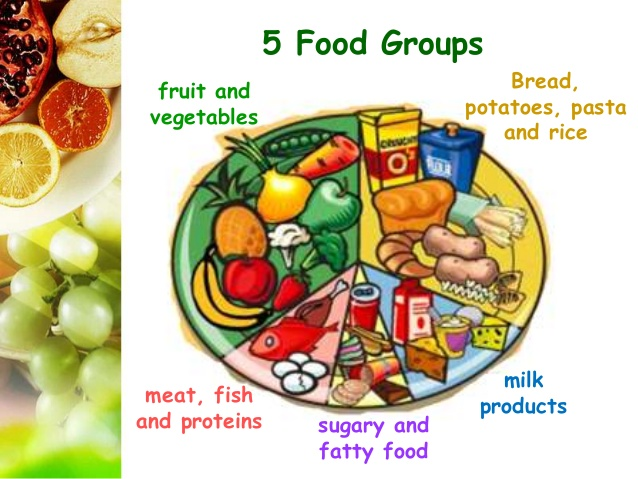 5 Food Groups
fruit and
vegetables
Bread,
potatoes, pasta
and rice
FLOUR
meat, fish
and proteins
sugary and
fatty food
milk
products